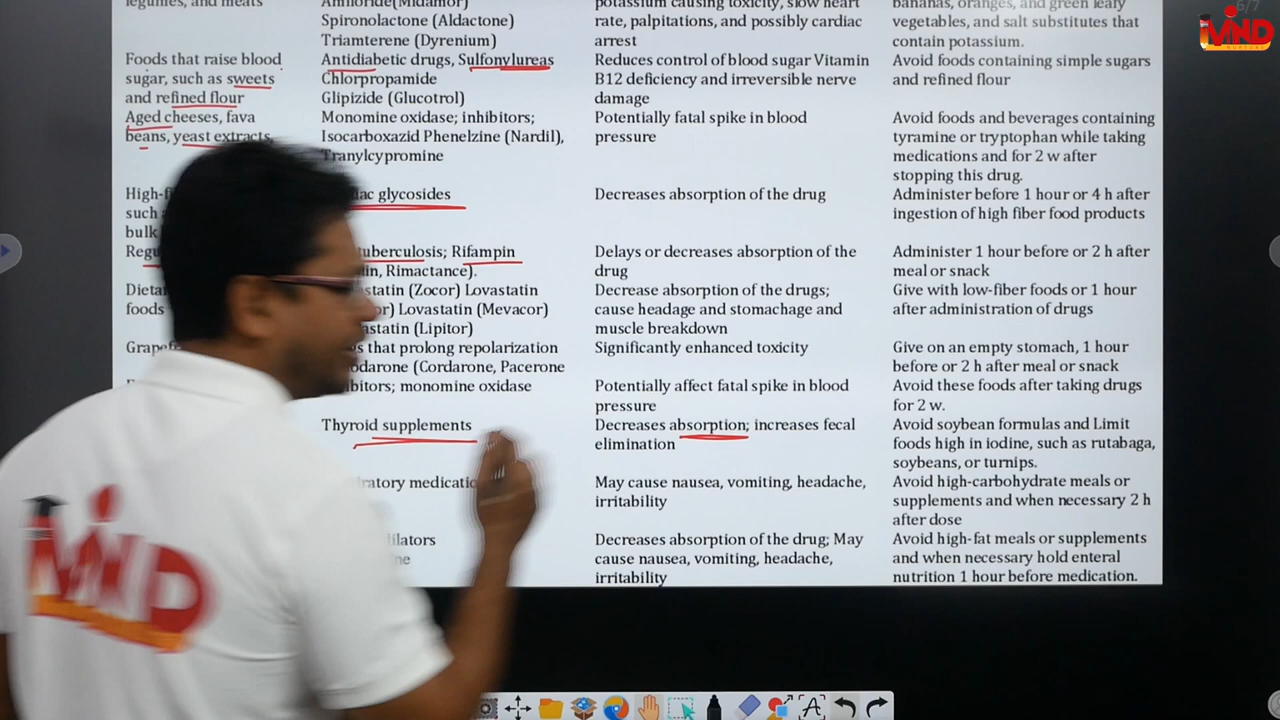 legumes, and meats
Spironolactone (Aldactone)
Triamterene (Dyrenium)
potassium causing toxicity, slow heart
rate, palpitations, and possibly cardiac
arrest
bananas, oranges, and green leafy
vegetables, and salt substitutes that
contain potassium.
Foods that raise blood
sugar, such as sweets
and refined flour
Antidiabetic drugs, Sulfonylureas
Chlorpropamide
Glipizide (Glucotrol)
Reduces control of blood sugar Vitamin
B12 deficiency and irreversible nerve
damage
Avoid foods containing simple sugars
and refined flour
Aged cheeses, fava
beans, yeast extracts,
Monomine oxidase; inhibitors;
Isocarboxazid Phenelzine (Nardil),
Tranylcypromine
Potentially fatal spike in blood
pressure
Avoid foods and beverages containing
tyramine or tryptophan while taking
medications and for 2 w after
stopping this drug.
such
bulk
glycosides
Decreases absorption of the drug
Administer before 1 hour or 4 h after
ingestion of high fiber food products
tuberculosis; Rifampin
in, Rimactance).
Delays or decreases absorption of the
drug
Administer 1 hour before or 2 h after
meal or snack
foods
statin (Zocor) Lovastatin
or) Lovastatin (Mevacor)
statin (Lipitor)
Decrease absorption of the drugs;
cause headage and stomachage and
muscle breakdown
Give with low-fiber foods or 1 hour
after administration of drugs
s that prolong repolarization
odarone (Cordarone, Pacerone
Significantly enhanced toxicity
Give on an empty stomach, 1 hour
before or 2 h after meal or snack
bitors; monomine oxidase
Potentially affect fatal spike in blood
pressure
Avoid these foods after taking drugs
for 2 w.
Thyroid supplements
Decreases absorption; increases fecal
elimination
Avoid soybean formulas and Limit
foods high in iodine, such as rutabaga,
soybeans, or turnips.
ratory medicatio
May cause nausea, vomiting, headache,
irritability
Avoid high-carbohydrate meals or
supplements and when necessary 2 h
after dose
ilators
ne
Decreases absorption of the drug; May
cause nausea, vomiting, headache,
irritability
Avoid high-fat meals or supplements
and when necessary hold enteral
nutrition 1 hour before medication.